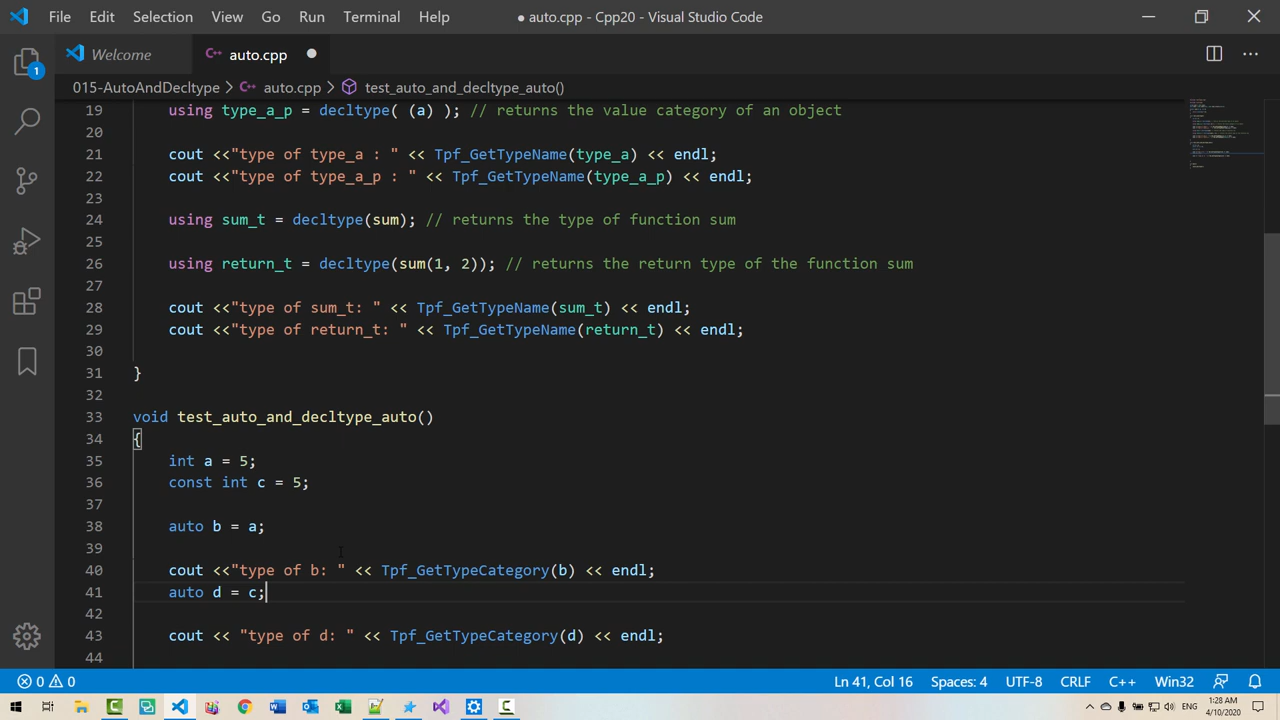 File Edit Selection View Go Run Terminal Help ● auto.cpp - Cpp20 - Visual Studio Code
Welcome C++ auto.cpp ●
015-AutoAndDecltype > C++ auto.cpp > test_auto_and_decltype_auto()
1
19 using type_a_p = decltype( (a) ); // returns the value category of an object
20
21 cout <<"type of type_a : " << Tpf_GetTypeName(type_a) << endl;
22 cout <<"type of type_a_p : " << Tpf_GetTypeName(type_a_p) << endl;
23
24 using sum_t = decltype(sum); // returns the type of function sum
25
26 using return_t = decltype(sum(1, 2)); // returns the return type of the function sum
27
28 cout <<"type of sum_t: " << Tpf_GetTypeName(sum_t) << endl;
29 cout <<"type of return_t: " << Tpf_GetTypeName(return_t) << endl;
30
31 }
32
33 void test_auto_and_decltype_auto()
34 {
35 int a = 5;
36 const int c = 5;
37
38 auto b = a;
39
40 cout <<"type of b: " << Tpf_GetTypeCategory(b) << endl;
41 auto d = c;
42
43 cout << "type of d: " << Tpf_GetTypeCategory(d) << endl;
44
0 0 Ln 41, Col 16 Spaces: 4 UTF-8 CRLF C++ Win32
ENG 1:28 AM
4/10/2020